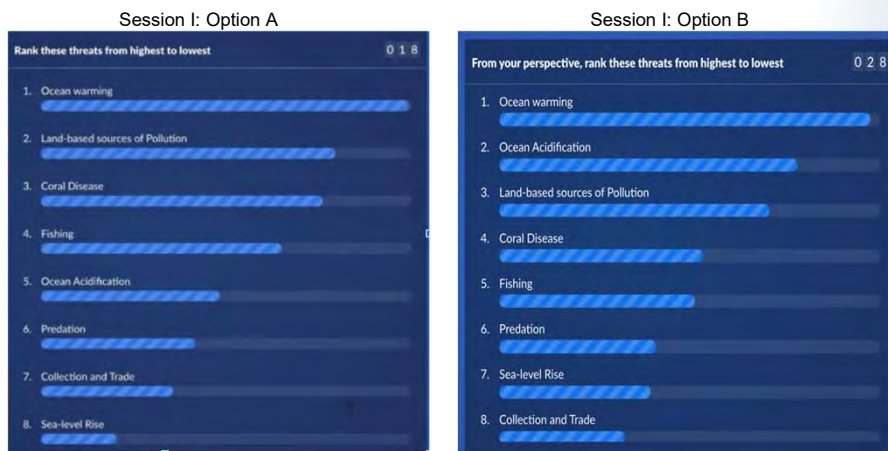 Session I: Option A
Rank these threats from highest to lowest 0 1 8
1. Ocean warming
2. Land-based sources of Pollution
3. Coral Disease
4. Fishing
5. Ocean Acidification
6. Predation
7. Collection and Trade
8. Sea-level Rise
Session I: Option B
From your perspective, rank these threats from highest to lowest 0 2 8
1. Ocean warming
2. Ocean Acidification
3. Land-based sources of Pollution
4. Coral Disease
5. Fishing
6. Predation
7. Sea-level Rise
8. Collection and Trade